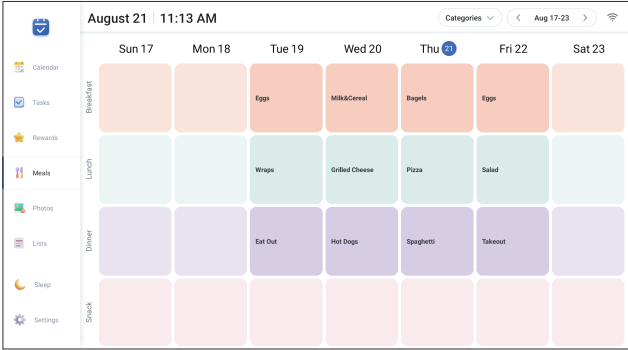 August 21 11:13 AM
Categories
Aug 17-23
Sun 17 Mon 18 Tue 19 Wed 20 Thu 21 Fri 22 Sat 23
Calendar
Tasks
Rewards
Meals
Photos
Lists
Sleep
Settings
Breakfast
Eggs Milk&Cereal Bagels Eggs
Lunch
Wraps Grilled Cheese Pizza Salad
Dinner
Eat Out Hot Dogs Spaghetti Takeout
Snack